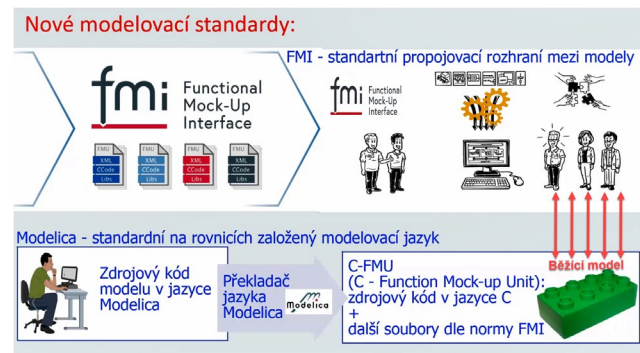 Nové modelovací standardy:
FMI - standartní propojovací rozhraní mezi modely
fmi Functional
Mock-Up
Interface
FMU
XML
CCode
Libs
FMU
XML
CCode
Libs
FMU
XML
CCode
Libs
FMU
XML
CCode
Libs
fmi Functional
Mock-Up
Interface
Modelica - standardní na rovnicích založený modelovací jazyk
Zdrojový kód
modelu v jazyce
Modelica
Překladač
jazyka
Modelica
Modelica
C-FMU
(C - Function Mock-up Unit):
zdrojový kód v jazyce C
+
další soubory dle normy FMI
Běžící model